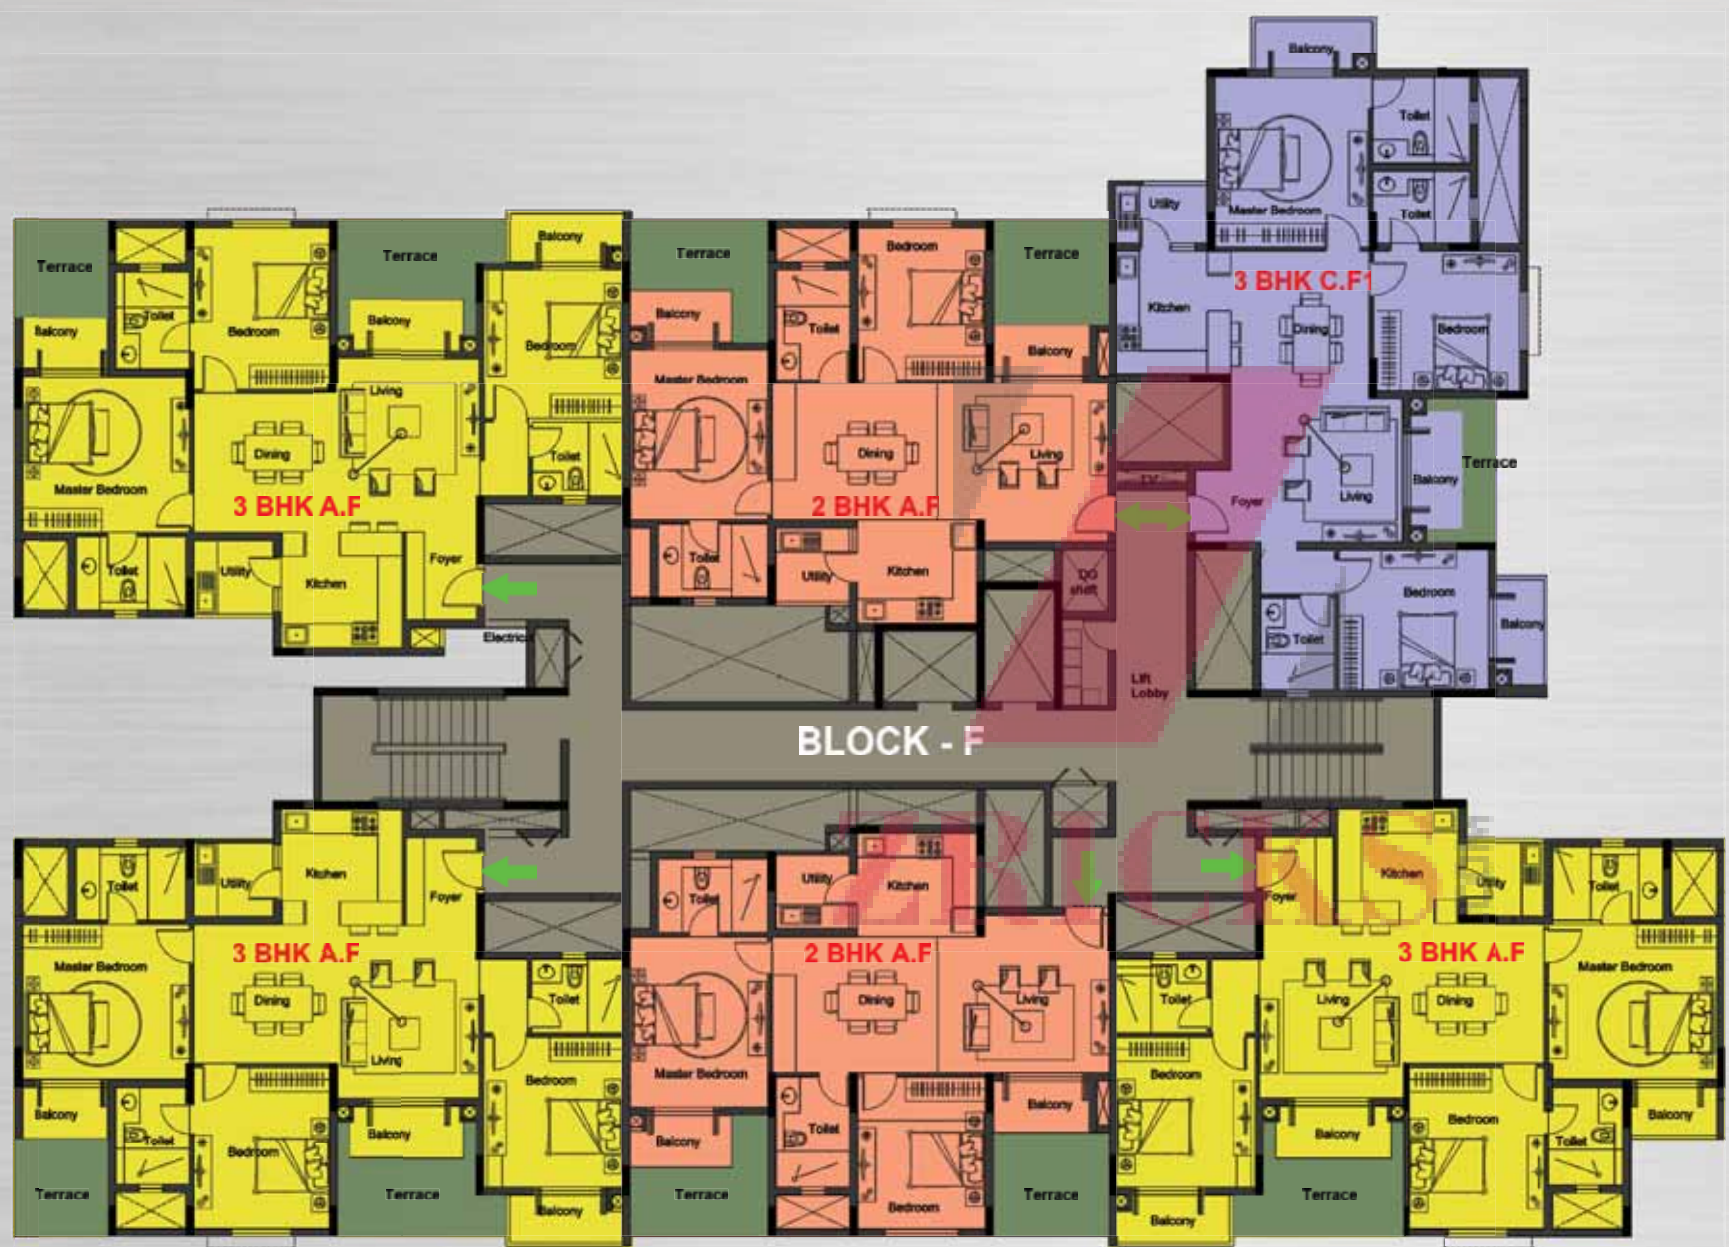 Balcony
Toilet
Utility
Toilet
Master Bedroom
Balcony
Bedroom
Terrace
Terrace
Terrace
Terrace
Terrace
3 BHK C.F1
Toilet
Kitchen
Balcony
Balcony
Bedroom
Balcony
Toilet
Dining
Bedroom
Bedroom
Balcony
Living
Master Bedroom
Dining
Toilet
Dining
Living
Terrace
Master Bedroom
Balcony
Living
Foyer
3 BHK A.F
2 BHK A.F
Toilet
Utility
Kitchen
Foyer
Toilet
Utility
Kitchen
DG
shaft
Bedroom
Balcony
Electrical
Toilet
Lift
Lobby
BLOCK - F
ZRICKS
Toilet
Utility
Kitchen
Foyer
Toilet
Utility
Kitchen
Foyer
Kitchen
Utility
Toilet
3 BHK A.F
2 BHK A.F
3 BHK A.F
Master Bedroom
Master Bedroom
Dining
Toilet
Dining
Living
Toilet
Living
Dining
Living
Bedroom
Master Bedroom
Bedroom
Balcony
Balcony
Balcony
Balcony
Toilet
Balcony
Toilet
Balcony
Bedroom
Toilet
Bedroom
Terrace
Terrace
Terrace
Terrace
Terrace
Balcony
Bedroom
Balcony